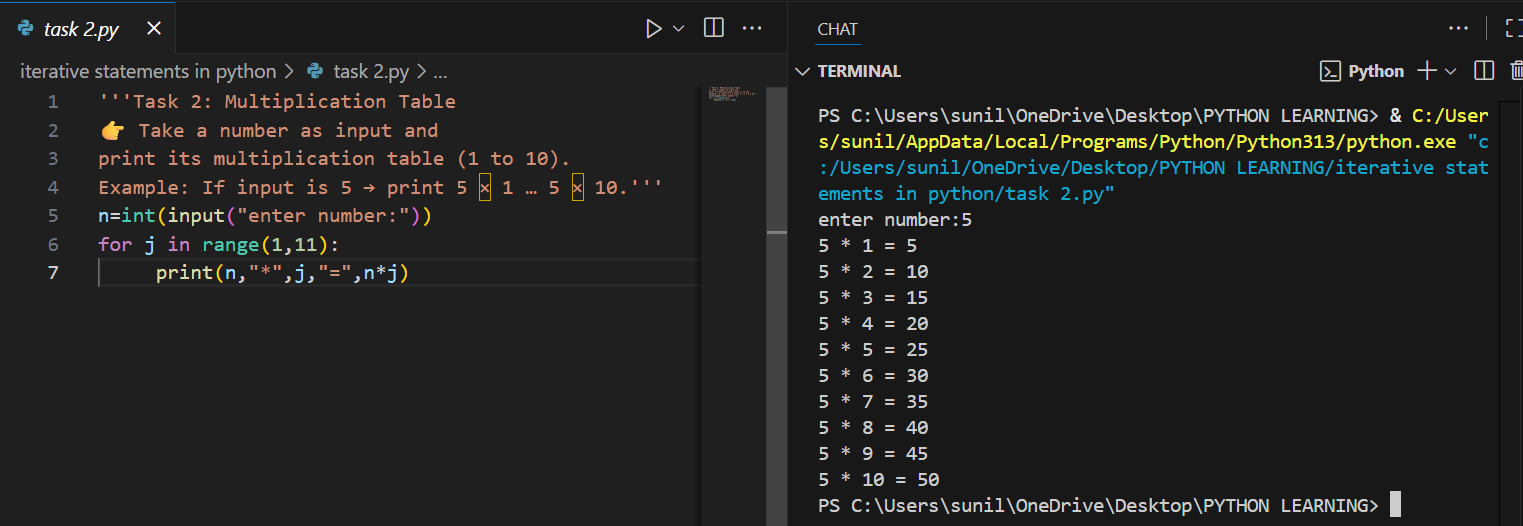 task 2.py
iterative statements in python > task 2.py > ...
1 '''Task 2: Multiplication Table
2 👉 Take a number as input and
3 print its multiplication table (1 to 10).
4 Example: If input is 5 → print 5 × 1 … 5 × 10.'''
5 n=int(input("enter number:"))
6 for j in range(1,11):
7     print(n,"*",j,"=",n*j)
CHAT
TERMINAL
Python
PS C:\Users\sunil\OneDrive\Desktop\PYTHON LEARNING> & C:/User
s/sunil/AppData/Local/Programs/Python/Python313/python.exe "c
:/Users/sunil/OneDrive/Desktop/PYTHON LEARNING/iterative stat
ements in python/task 2.py"
enter number:5
5 * 1 = 5
5 * 2 = 10
5 * 3 = 15
5 * 4 = 20
5 * 5 = 25
5 * 6 = 30
5 * 7 = 35
5 * 8 = 40
5 * 9 = 45
5 * 10 = 50
PS C:\Users\sunil\OneDrive\Desktop\PYTHON LEARNING>